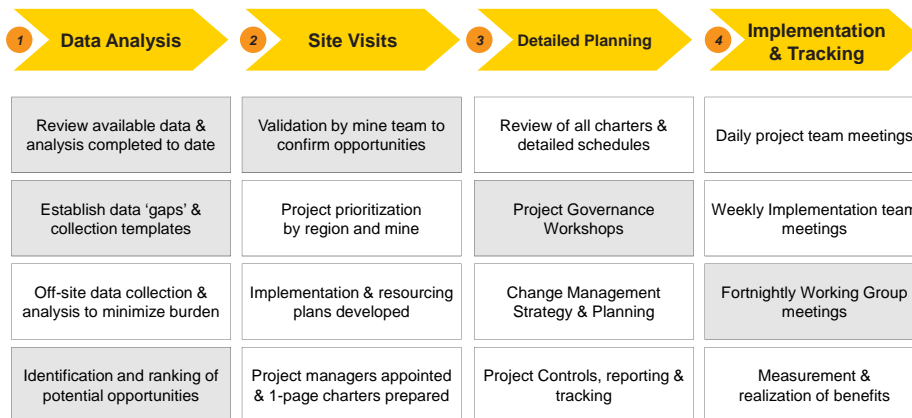 1
Data Analysis
2
Site Visits
3
Detailed Planning
4
Implementation
& Tracking
Review available data &
analysis completed to date
Establish data ‘gaps’ &
collection templates
Off-site data collection &
analysis to minimize burden
Identification and ranking of
potential opportunities
Validation by mine team to
confirm opportunities
Project prioritization
by region and mine
Implementation & resourcing
plans developed
Project managers appointed
& 1-page charters prepared
Review of all charters &
detailed schedules
Project Governance
Workshops
Change Management
Strategy & Planning
Project Controls, reporting &
tracking
Daily project team meetings
Weekly Implementation team
meetings
Fortnightly Working Group
meetings
Measurement &
realization of benefits